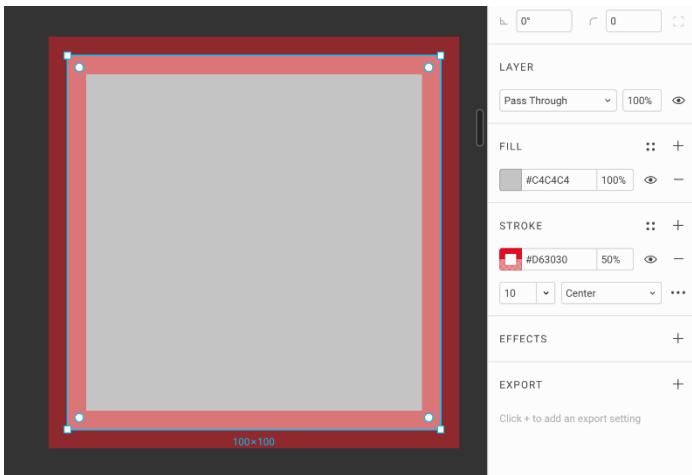 0°
0
LAYER
Pass Through
100%
FILL
#C4C4C4
100%
STROKE
#D63030
50%
10
Center
EFFECTS
EXPORT
Click + to add an export setting
100×100